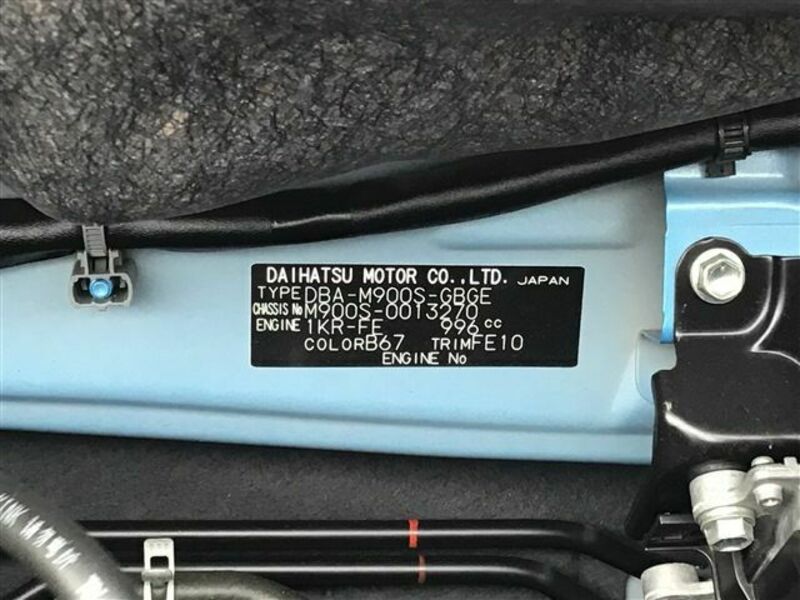 DAIHATSU MOTOR CO.,LTD. JAPAN
TYPE DBA-M900S-GBGE
CHASSIS No M900S-0013270
ENGINE 1KR-FE 996 cc
COLOR B67 TRIM FE10
ENGINE No